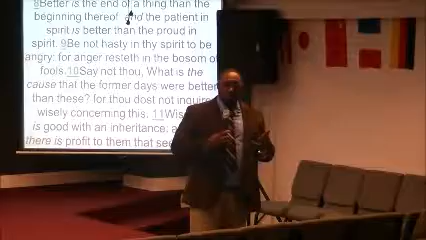 8Better is the end of a thing than the
beginning thereof and the patient in
spirit is better than the proud in
spirit. 9Be not hasty in thy spirit to be
angry: for anger resteth in the bosom of
fools.10Say not thou, What is the
cause that the former days were better
than these? for thou dost not inquire
wisely concerning this. 11Wis
is good with an inheritance: a
there is profit to them that see